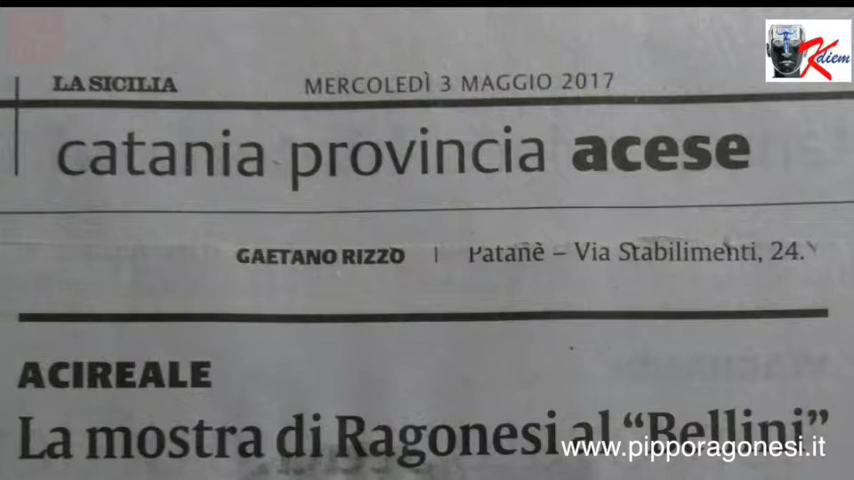 Kdiem
LA SICILIA MERCOLEDÌ 3 MAGGIO 2017
catania provincia acese
GAETANO RIZZO | Patanè – Via Stabilimenti, 24.
ACIREALE
La mostra di Ragonesi al “Bellini”
www.pipporagonesi.it